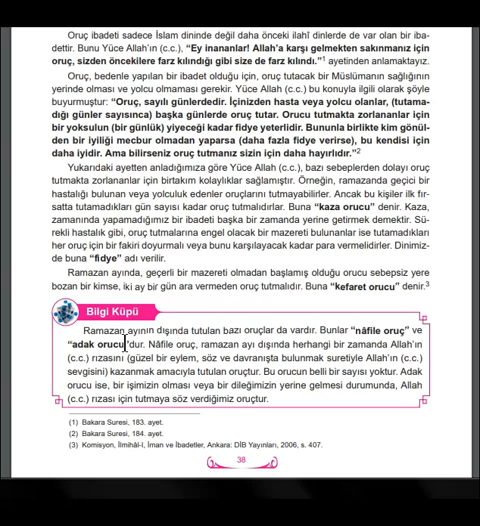 Oruç ibadeti sadece İslam dininde değil daha önceki ilahî dinlerde de var olan bir iba-
dettir. Bunu Yüce Allah’ın (c.c.), “Ey inananlar! Allah’a karşı gelmekten sakınmanız için
oruç, sizden öncekilere farz kılındığı gibi size de farz kılındı.”1 ayetinden anlamaktayız.
Oruç, bedenle yapılan bir ibadet olduğu için, oruç tutacak bir Müslümanın sağlığının
yerinde olması ve yolcu olmaması gerekir. Yüce Allah (c.c.) bu konuyla ilgili olarak şöyle
buyurmuştur: “Oruç, sayılı günlerdedir. İçinizden hasta veya yolcu olanlar, (tutama-
dığı günler sayısınca) başka günlerde oruç tutar. Orucu tutmakta zorlananlar için
bir yoksulun (bir günlük) yiyeceği kadar fidye yeterlidir. Bununla birlikte kim gönül-
den bir iyiliği mecbur olmadan yaparsa (daha fazla fidye verirse), bu kendisi için
daha iyidir. Ama bilirseniz oruç tutmanız sizin için daha hayırlıdır.”2
Yukarıdaki ayetten anladığımıza göre Yüce Allah (c.c.), bazı sebeplerden dolayı oruç
tutmakta zorlananlar için birtakım kolaylıklar sağlamıştır. Örneğin, ramazanda geçici bir
hastalığı bulunan veya yolculuk edenler oruçlarını tutmayabilirler. Ancak bu kişiler ilk fır-
satta tutamadıkları gün sayısı kadar oruç tutmalıdırlar. Buna “kaza orucu” denir. Kaza,
zamanında yapamadığımız bir ibadeti başka bir zamanda yerine getirmek demektir. Sü-
rekli hastalık gibi, oruç tutmalarına engel olacak bir mazereti bulunanlar ise tutamadıkları
her oruç için bir fakiri doyurmalı veya bunu karşılayacak kadar para vermelidirler. Dinimiz-
de buna “fidye” adı verilir.
Ramazan ayında, geçerli bir mazereti olmadan başlamış olduğu orucu sebepsiz yere
bozan bir kimse, iki ay bir gün ara vermeden oruç tutmalıdır. Buna “kefaret orucu” denir.3
Bilgi Küpü
Ramazan ayının dışında tutulan bazı oruçlar da vardır. Bunlar “nâfile oruç” ve
“adak orucu”dur. Nâfile oruç, ramazan ayı dışında herhangi bir zamanda Allah’ın
(c.c.) rızasını (güzel bir eylem, söz ve davranışta bulunmak suretiyle Allah’ın (c.c.)
sevgisini) kazanmak amacıyla tutulan oruçtur. Bu orucun belli bir sayısı yoktur. Adak
orucu ise, bir işimizin olması veya bir dileğimizin yerine gelmesi durumunda, Allah
(c.c.) rızası için tutmaya söz verdiğimiz oruçtur.
(1) Bakara Suresi, 183. ayet.
(2) Bakara Suresi, 184. ayet.
(3) Komisyon, İlmihâl-I, İman ve İbadetler, Ankara: DİB Yayınları, 2006, s. 407.
38